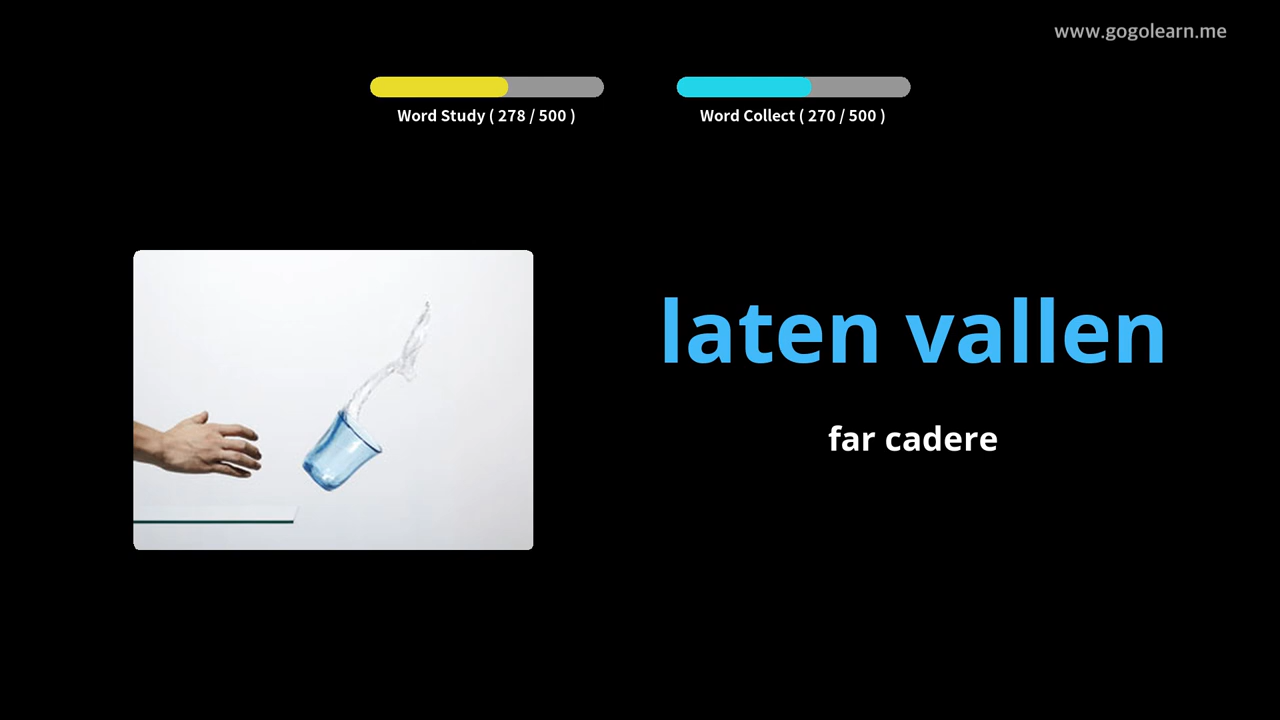 www.gogolearn.me
Word Study ( 278 / 500 )
Word Collect ( 270 / 500 )
laten vallen
far cadere